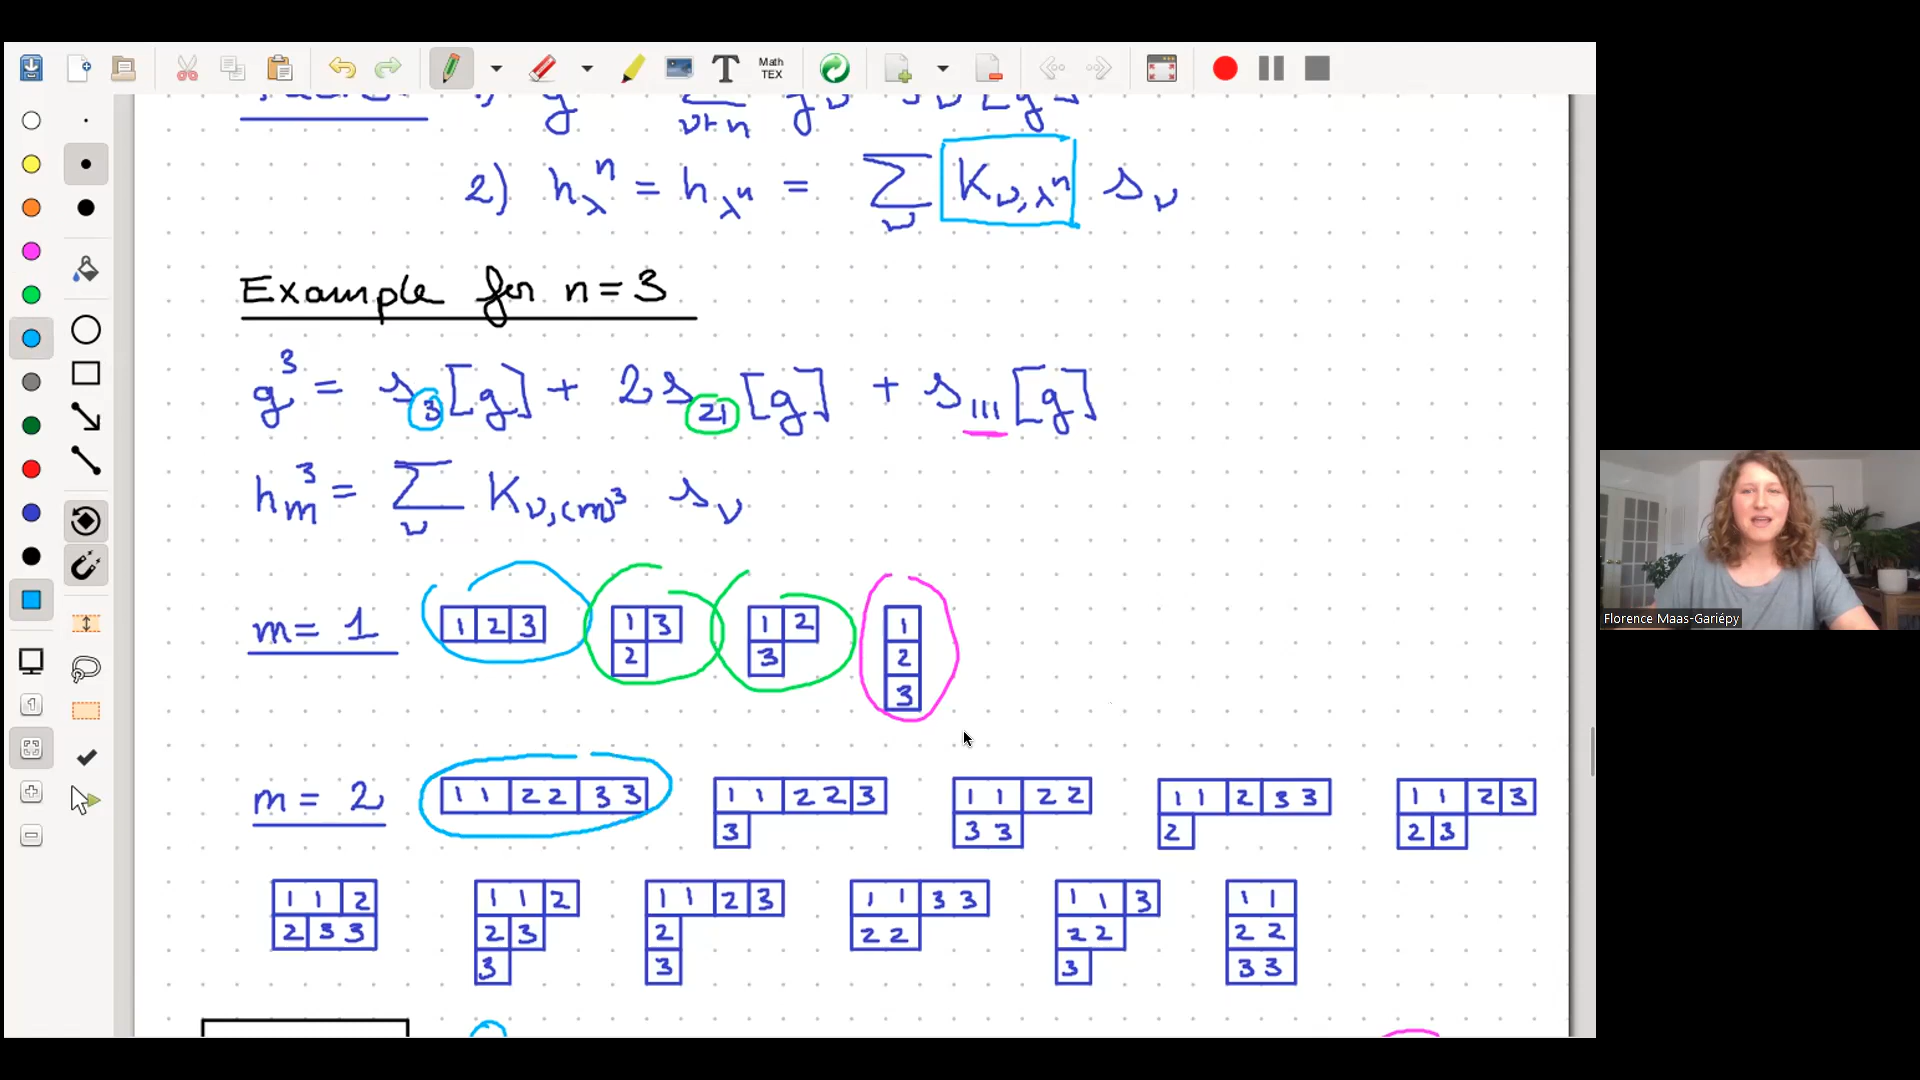 Math
TEX
ν⊢n
2) h_λ^n = h_{λ^n} = Σ_ν K_{ν,λ^n} s_ν
Example for n=3
g^3 = s_3[g] + 2s_{21}[g] + s_{111}[g]
h_m^3 = Σ_ν K_{ν,(m)^3} s_ν
m= 1
1 2 3
1 3
2
1 2
3
1
2
3
m = 2
1 1 2 2 3 3
1 1 2 2 3
3
1 1 2 2
3 3
1 1 2 3 3
2
1 1 2 3
2 3
1 1 2
2 3 3
1 1 2
2 3
3
1 1 2 3
2
3
1 1 3 3
2 2
1 1 3
2 2
3
1 1
2 2
3 3
1
Florence Maas-Gariépy